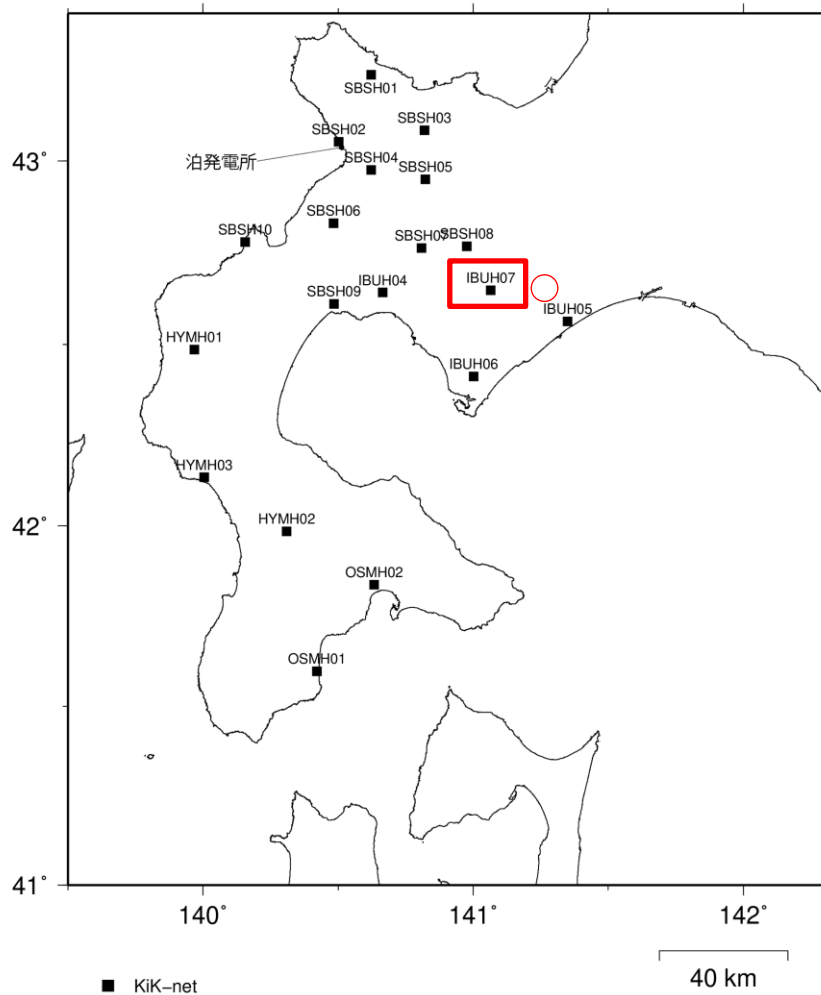 SBSH01
SBSH03
SBSH02
泊発電所
43°
SBSH04
SBSH05
SBSH06
SBSH10
SBSH07
SBSH08
IBUH04
IBUH07
SBSH09
IBUH05
HYMH01
IBUH06
HYMH03
42°
HYMH02
OSMH02
OSMH01
41°
140°
141°
142°
40 km
KiK−net